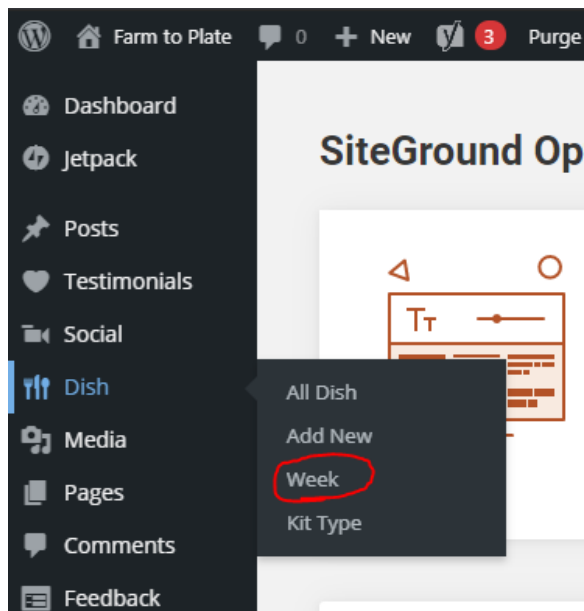 Farm to Plate 0 New 3 Purge
Dashboard
Jetpack
SiteGround Op
Posts
Testimonials
Social
Dish
All Dish
Add New
Week
Kit Type
Media
Pages
Comments
Feedback
TT